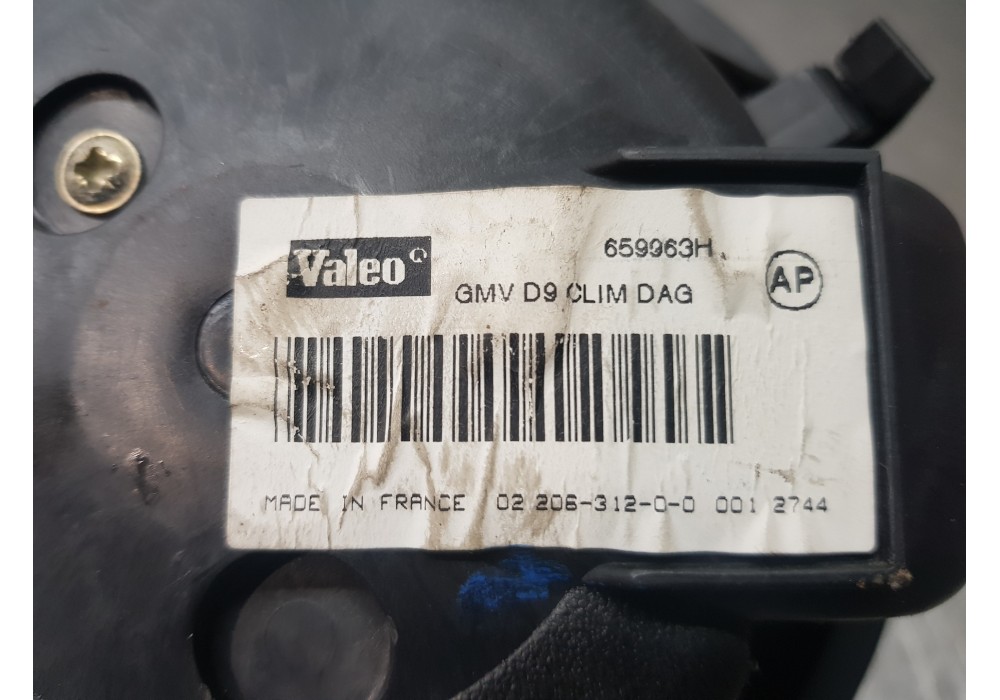 Valeo 659963H
GMV D9 CLIM DAG AP
MADE IN FRANCE 02 206-312-0-0 001 2744